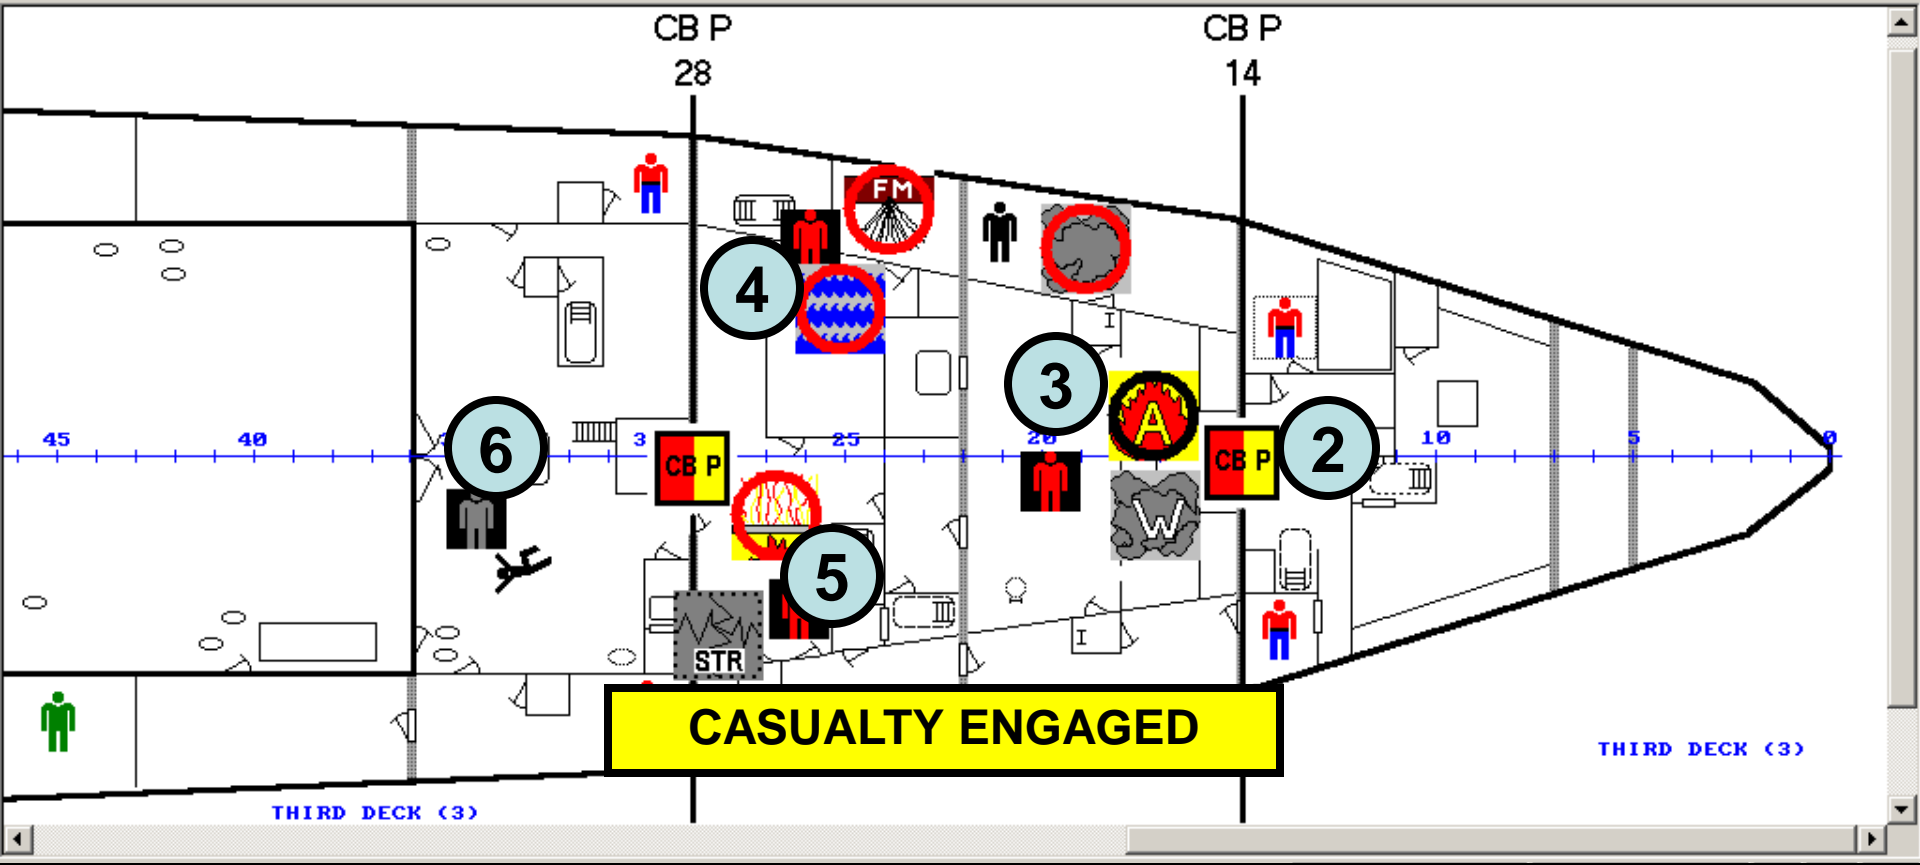 CB P
28
CB P
14
FM
4
I
3
A
45
40
3
25
20
10
5
0
6
CB P
CB P
2
W
5
I
STR
CASUALTY ENGAGED
THIRD DECK (3)
THIRD DECK (3)